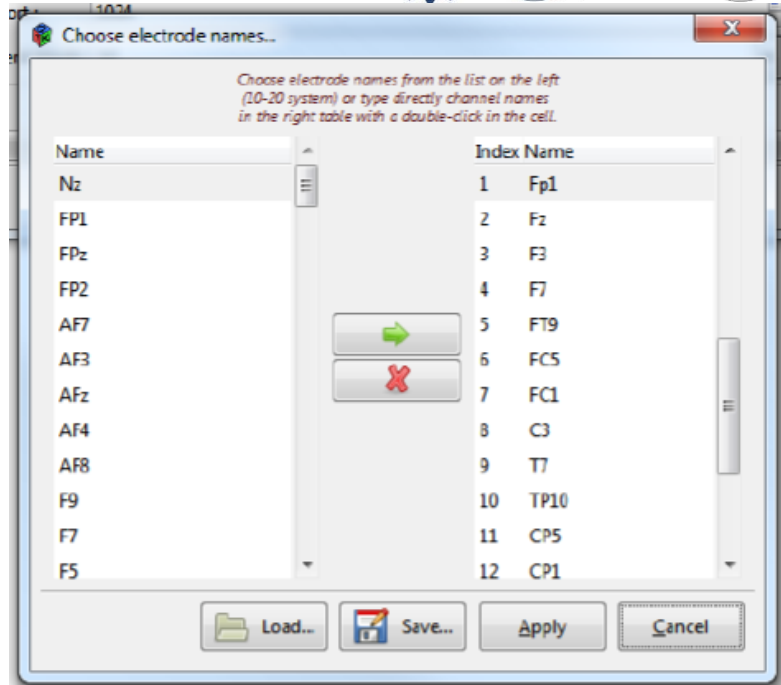 1024
Choose electrode names...
Choose electrode names from the list on the left
(10-20 system) or type directly channel names
in the right table with a double-click in the cell.
Name
Nz
FP1
FPz
FP2
AF7
AF3
AFz
AF4
AF8
F9
F7
F5
Index Name
1 Fp1
2 Fz
3 F3
4 F7
5 FT9
6 FC5
7 FC1
8 C3
9 T7
10 TP10
11 CP5
12 CP1
Load... Save... Apply Cancel